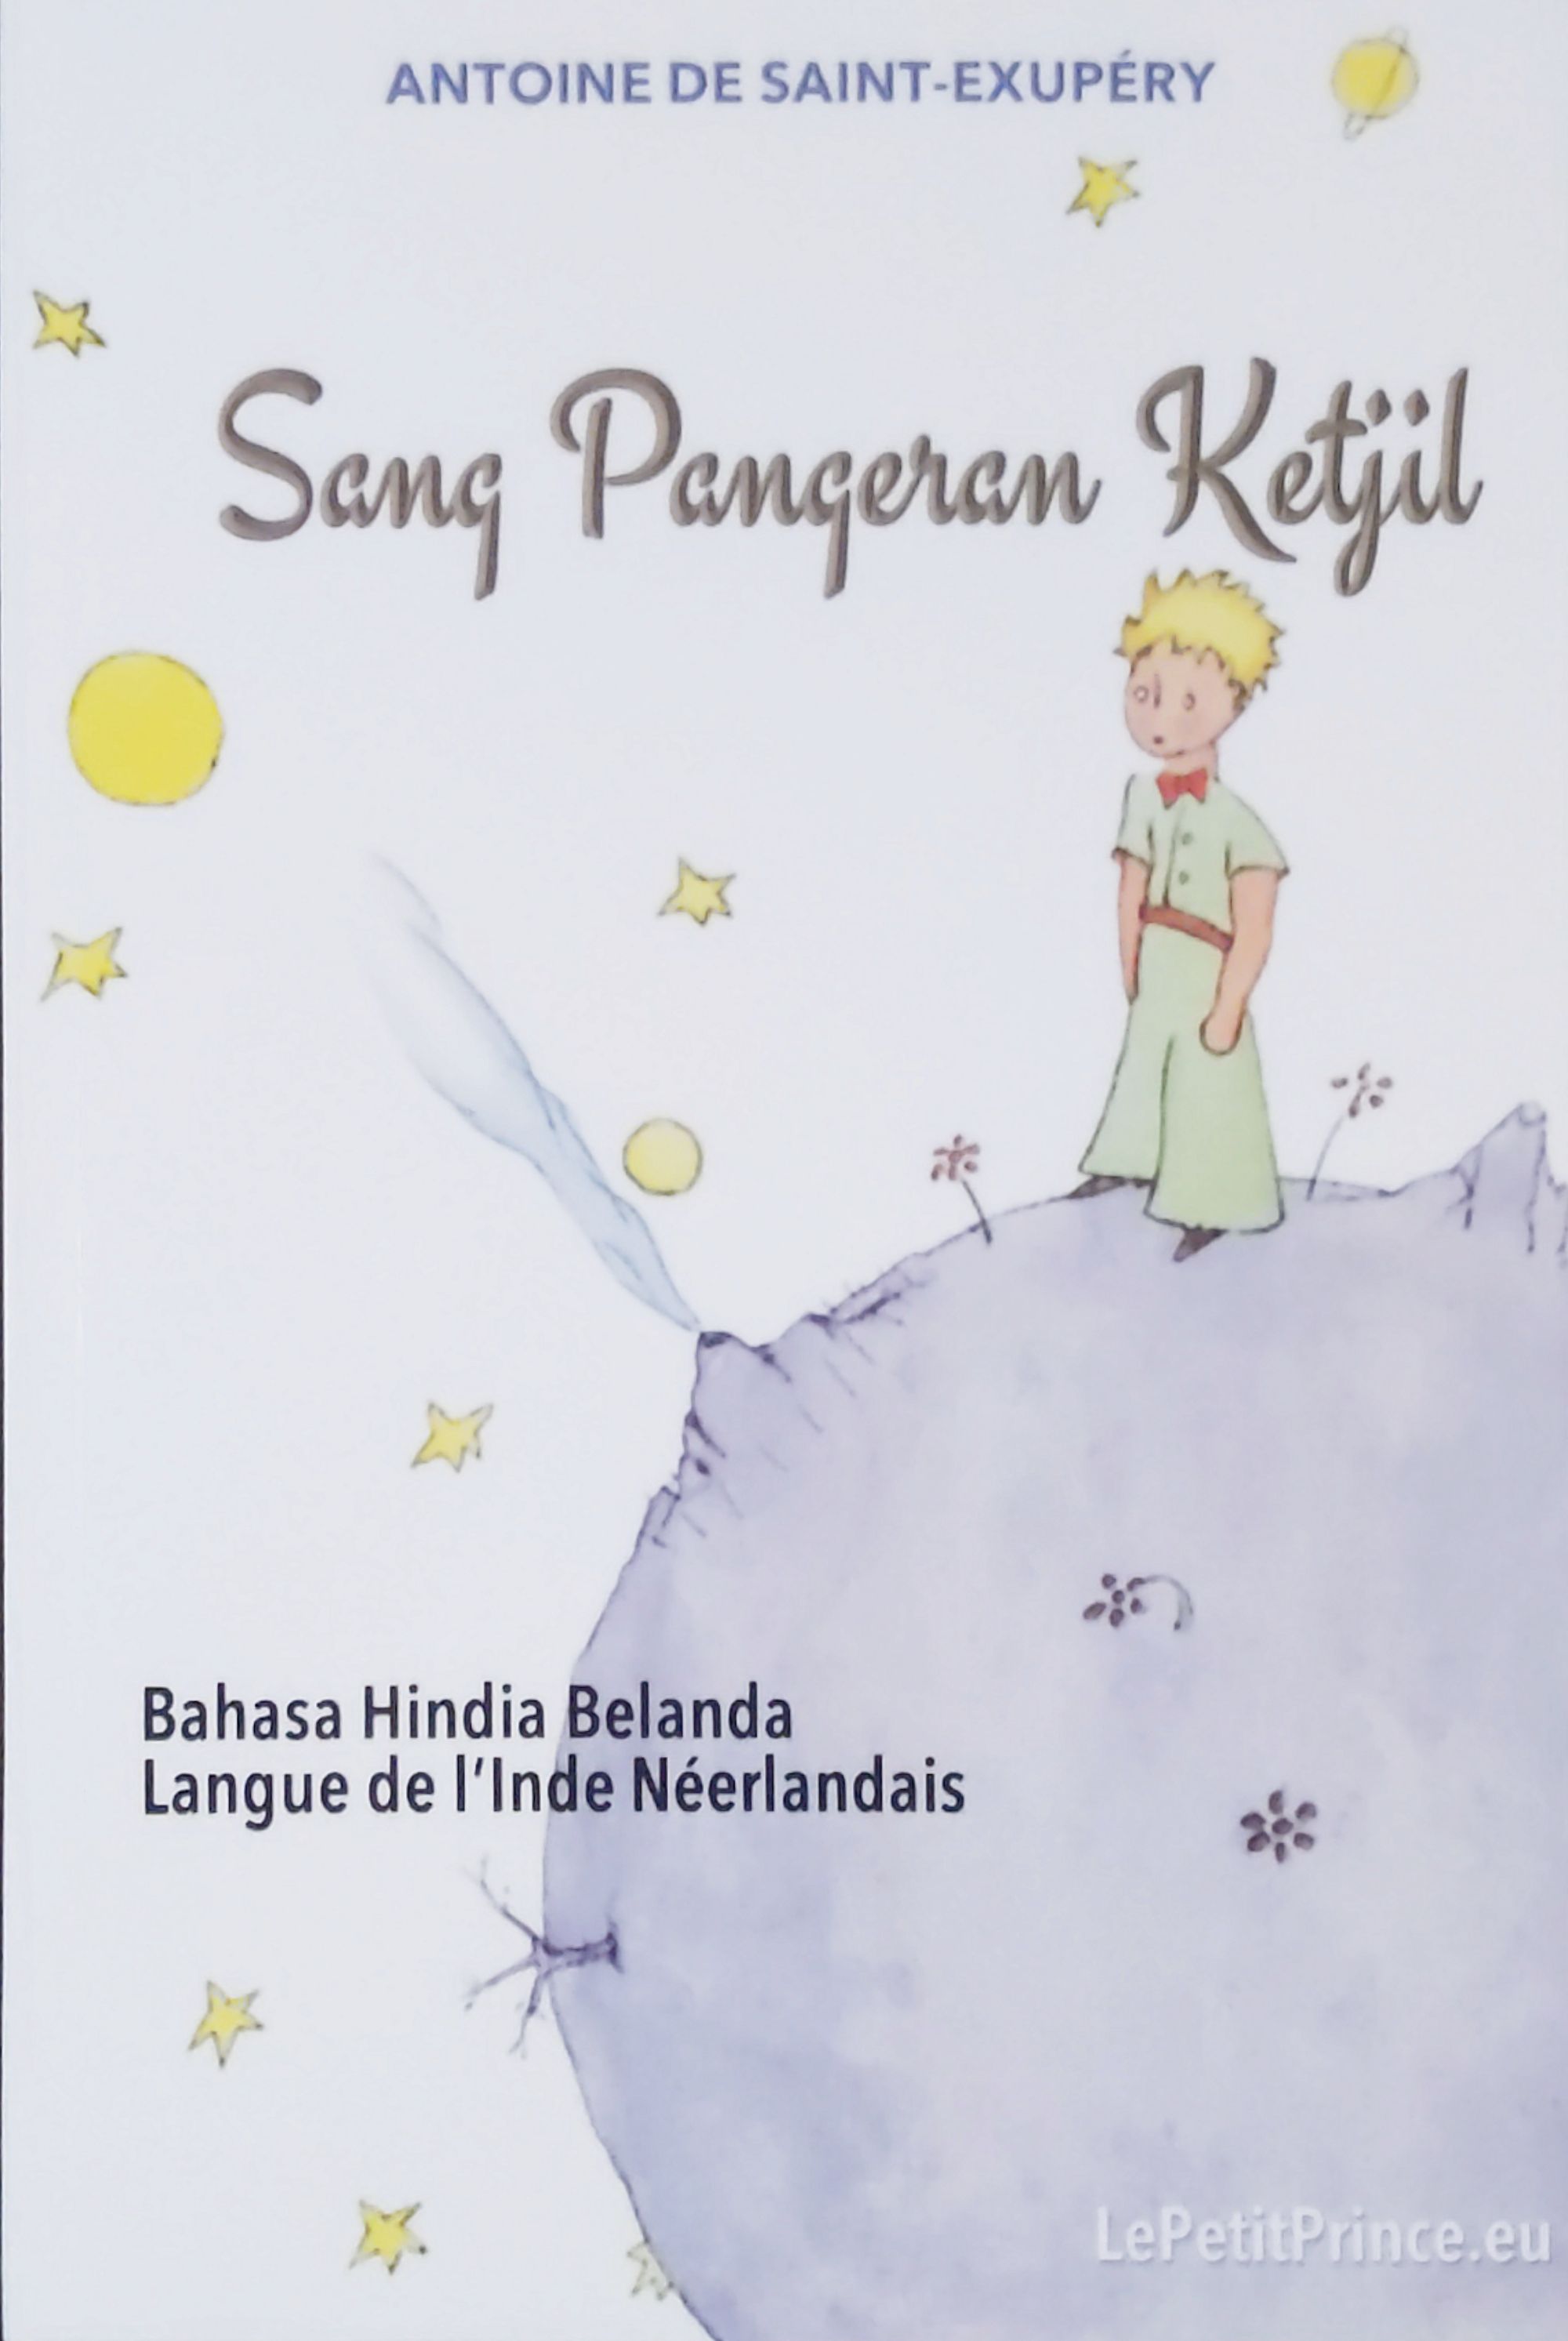 ANTOINE DE SAINT-EXUPÉRY
Sang Pangeran Ketjil
Bahasa Hindia Belanda
Langue de l'Inde Néerlandais
LePetitPrince.eu